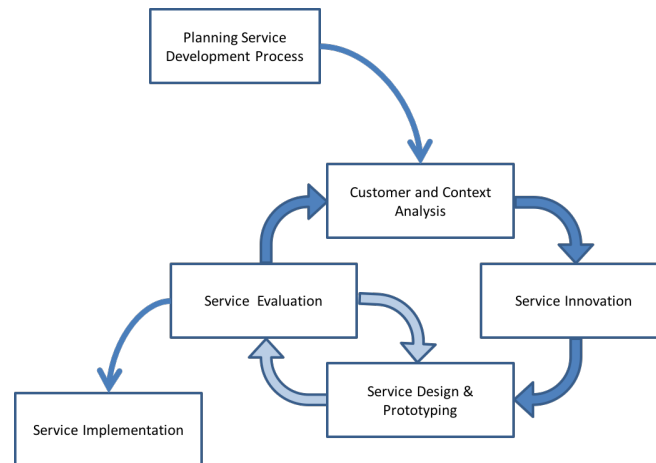 Planning Service
Development Process
Customer and Context
Analysis
Service Evaluation
Service Innovation
Service Design &
Prototyping
Service Implementation